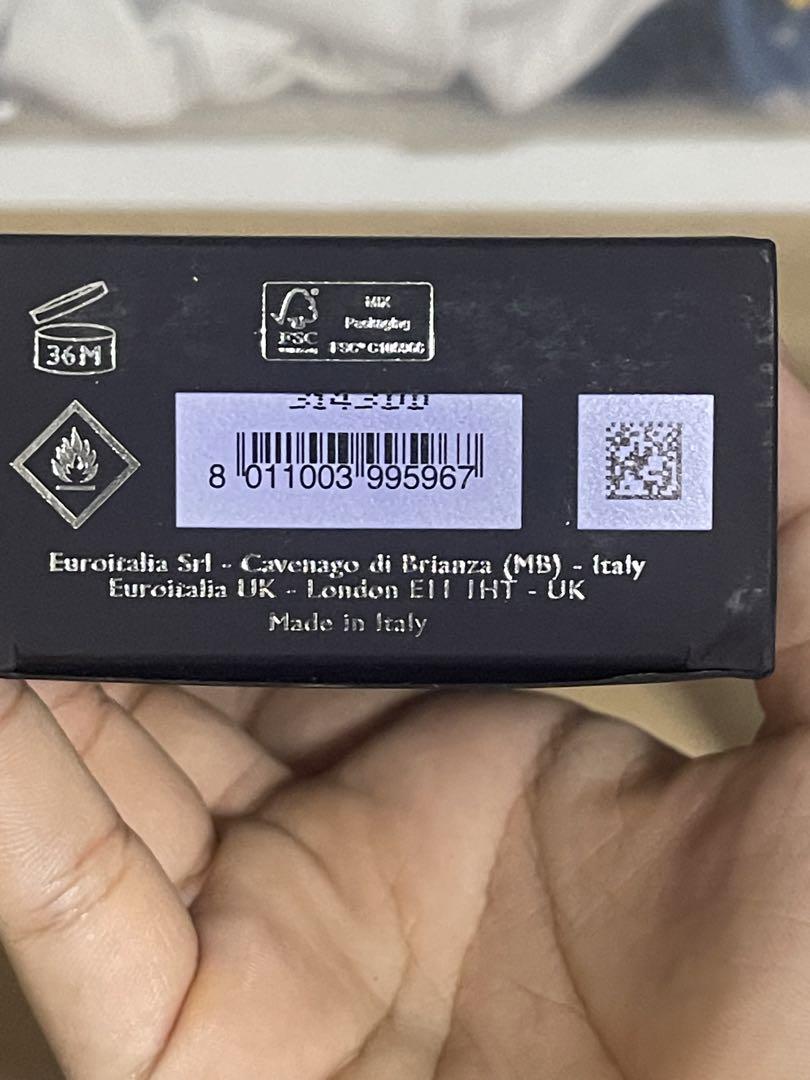 36M
FSC
MIX
Packaging
8 011003 995967
Euroitalia Srl - Cavenago di Brianza (MB) - Italy
Euroitalia UK - London E11 1HT - UK
Made in Italy